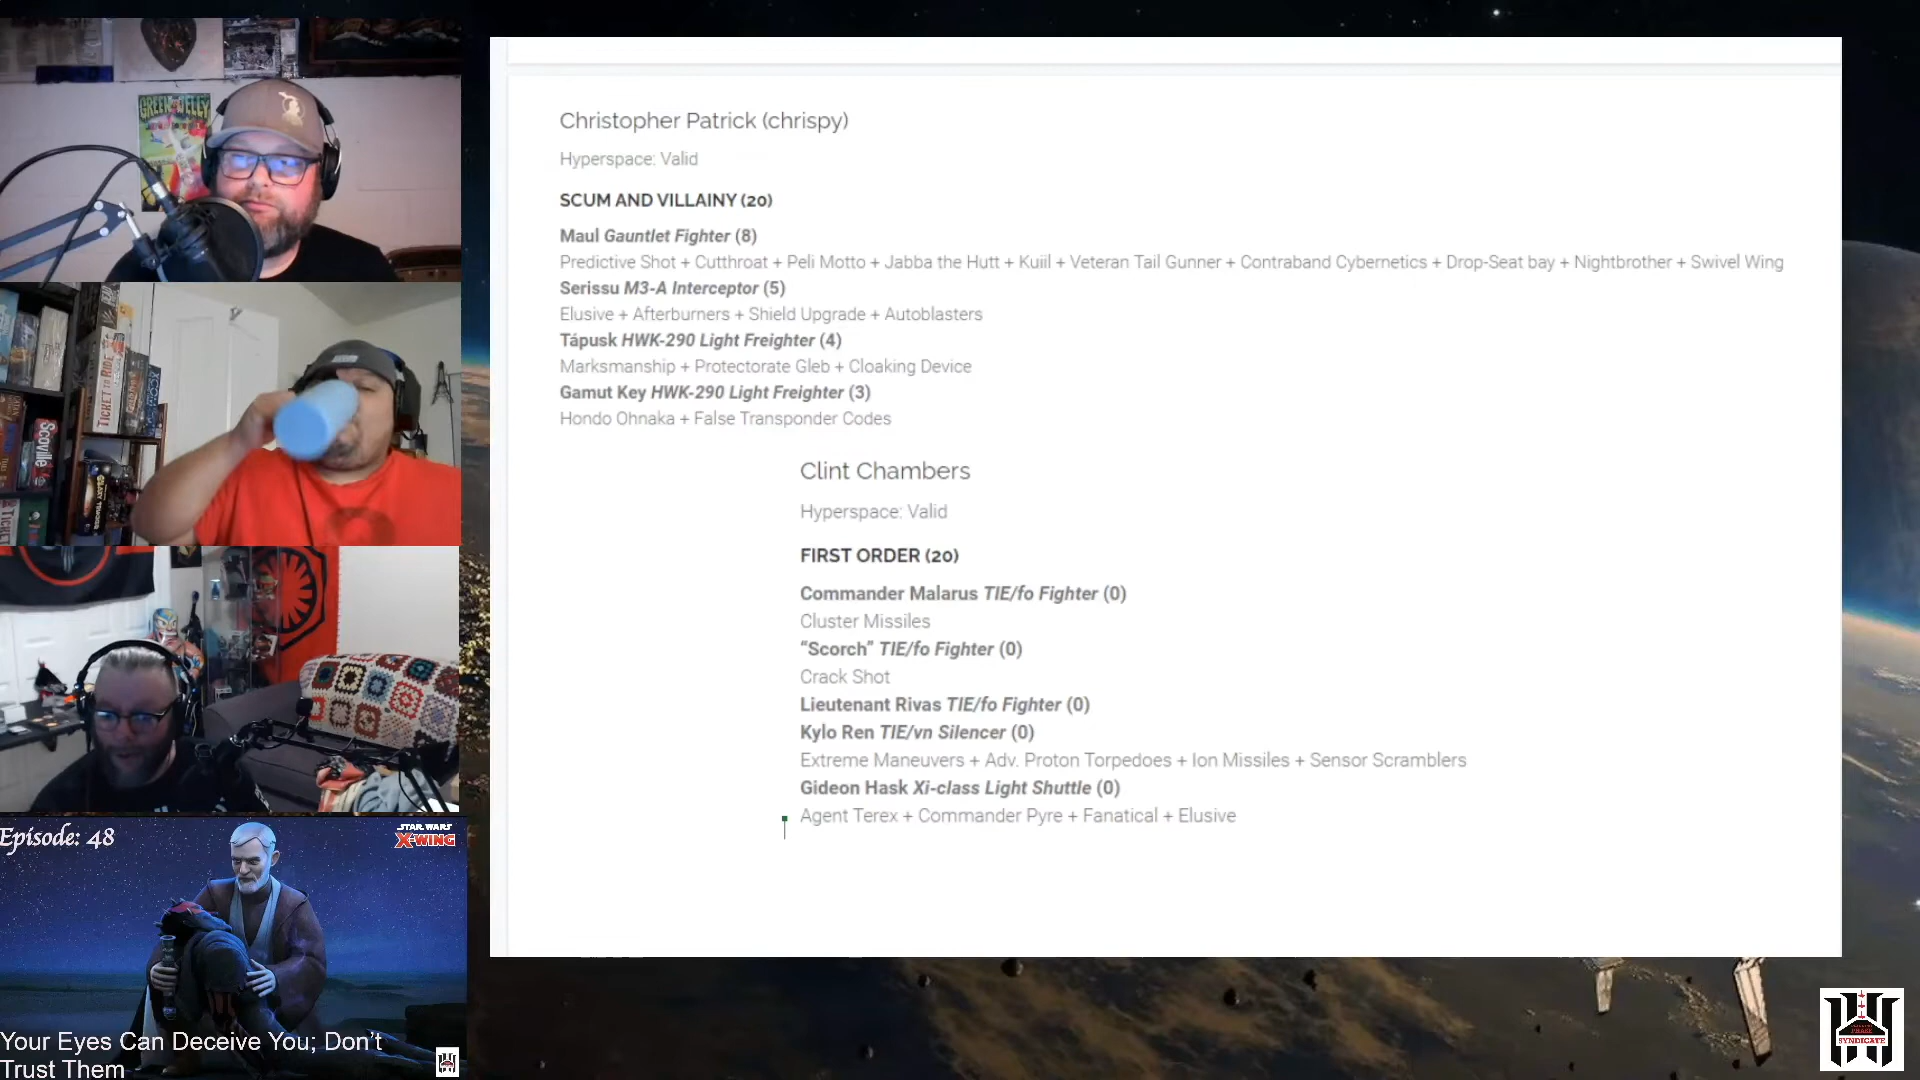 GREEN JELLY
TICKET TO RIDE
Scoville
Episode: 48
STAR WARS
X-WING
Your Eyes Can Deceive You; Don't
Trust Them
Christopher Patrick (chrispy)
Hyperspace: Valid
SCUM AND VILLAINY (20)
Maul Gauntlet Fighter (8)
Predictive Shot + Cutthroat + Peli Motto + Jabba the Hutt + Kuiil + Veteran Tail Gunner + Contraband Cybernetics + Drop-Seat bay + Nightbrother + Swivel Wing
Serissu M3-A Interceptor (5)
Elusive + Afterburners + Shield Upgrade + Autoblasters
Tápusk HWK-290 Light Freighter (4)
Marksmanship + Protectorate Gleb + Cloaking Device
Gamut Key HWK-290 Light Freighter (3)
Hondo Ohnaka + False Transponder Codes
Clint Chambers
Hyperspace: Valid
FIRST ORDER (20)
Commander Malarus TIE/fo Fighter (0)
Cluster Missiles
“Scorch” TIE/fo Fighter (0)
Crack Shot
Lieutenant Rivas TIE/fo Fighter (0)
Kylo Ren TIE/vn Silencer (0)
Extreme Maneuvers + Adv. Proton Torpedoes + Ion Missiles + Sensor Scramblers
Gideon Hask Xi-class Light Shuttle (0)
Agent Terex + Commander Pyre + Fanatical + Elusive
SYNDICATE